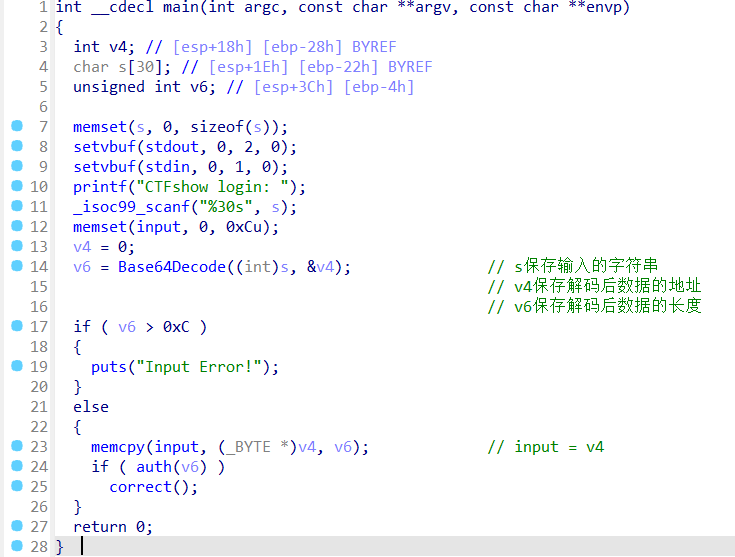 1 int __cdecl main(int argc, const char **argv, const char **envp)
2 {
3 int v4; // [esp+18h] [ebp-28h] BYREF
4 char s[30]; // [esp+1Eh] [ebp-22h] BYREF
5 unsigned int v6; // [esp+3Ch] [ebp-4h]
6
7 memset(s, 0, sizeof(s));
8 setvbuf(stdout, 0, 2, 0);
9 setvbuf(stdin, 0, 1, 0);
10 printf("CTFshow login: ");
11 _isoc99_scanf("%30s", s);
12 memset(input, 0, 0xCu);
13 v4 = 0;
14 v6 = Base64Decode((int)s, &v4); // s保存输入的字符串
15 // v4保存解码后数据的地址
16 // v6保存解码后数据的长度
17 if ( v6 > 0xC )
18 {
19 puts("Input Error!");
20 }
21 else
22 {
23 memcpy(input, (_BYTE *)v4, v6); // input = v4
24 if ( auth(v6) )
25 correct();
26 }
27 return 0;
28 }